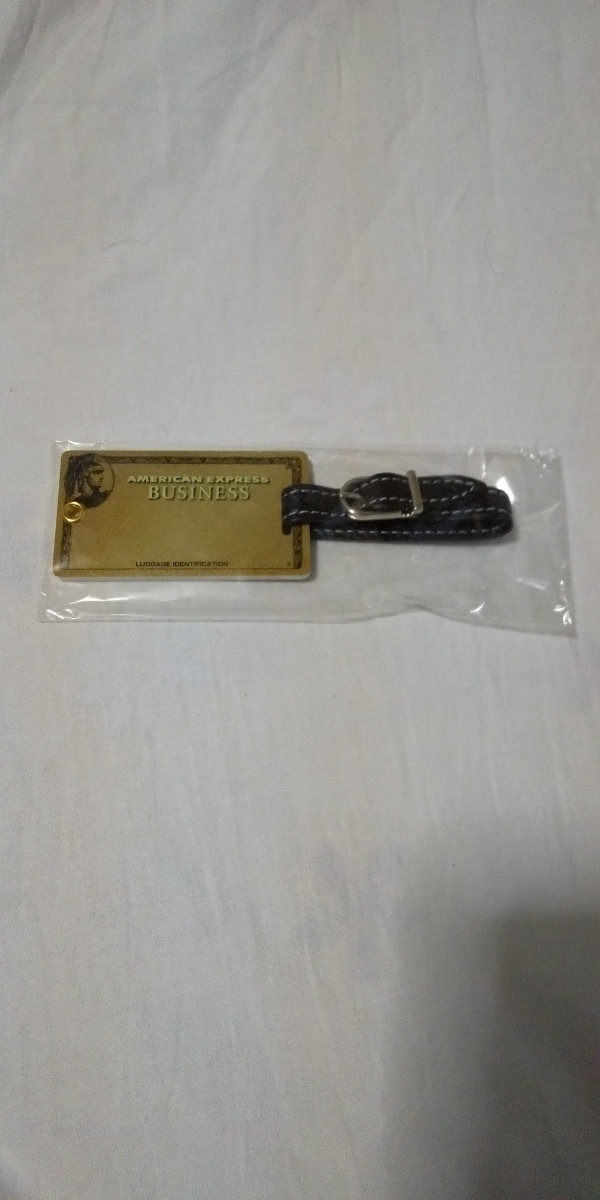 AMERICAN EXPRESS
BUSINESS
LUGGAGE IDENTIFICATION